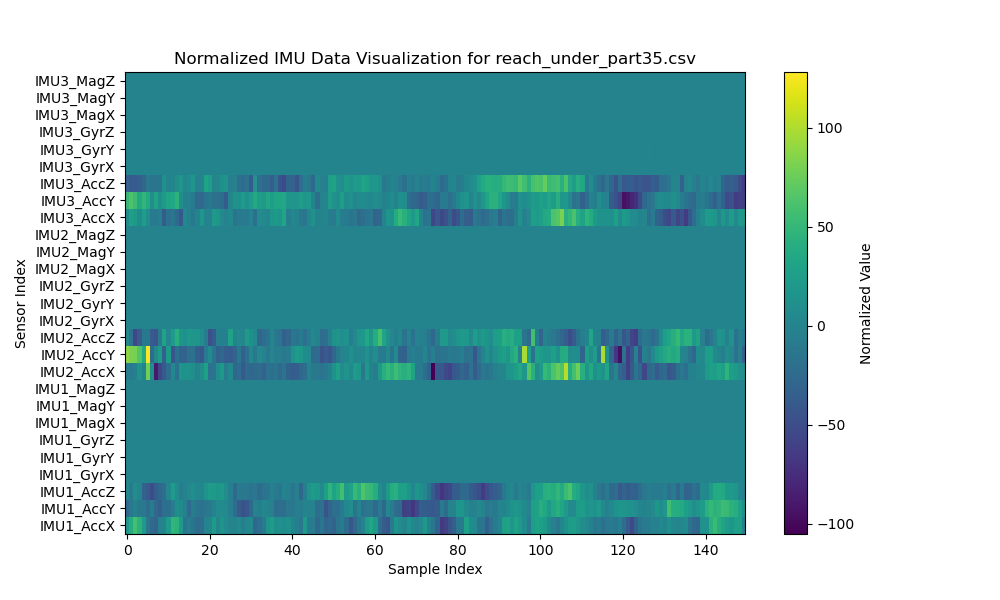 Normalized IMU Data Visualization for reach_under_part35.csv
IMU3_MagZ
IMU3_MagY
IMU3_MagX
IMU3_GyrZ
IMU3_GyrY
IMU3_GyrX
IMU3_AccZ
IMU3_AccY
IMU3_AccX
IMU2_MagZ
IMU2_MagY
IMU2_MagX
IMU2_GyrZ
IMU2_GyrY
IMU2_GyrX
IMU2_AccZ
IMU2_AccY
IMU2_AccX
IMU1_MagZ
IMU1_MagY
IMU1_MagX
IMU1_GyrZ
IMU1_GyrY
IMU1_GyrX
IMU1_AccZ
IMU1_AccY
IMU1_AccX
Sensor Index
0 20 40 60 80 100 120 140
Sample Index
100
50
0
−50
−100
Normalized Value